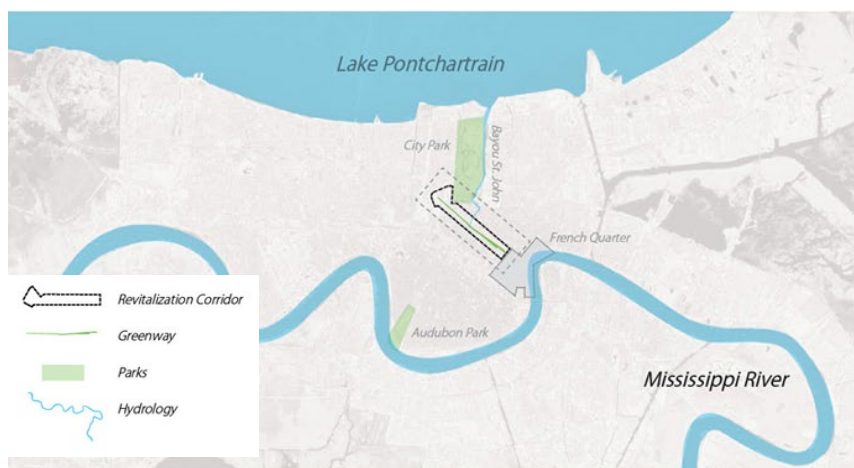 Lake Pontchartrain
City Park
Bayou St. John
French Quarter
Audubon Park
Mississippi River
Revitalization Corridor
Greenway
Parks
Hydrology